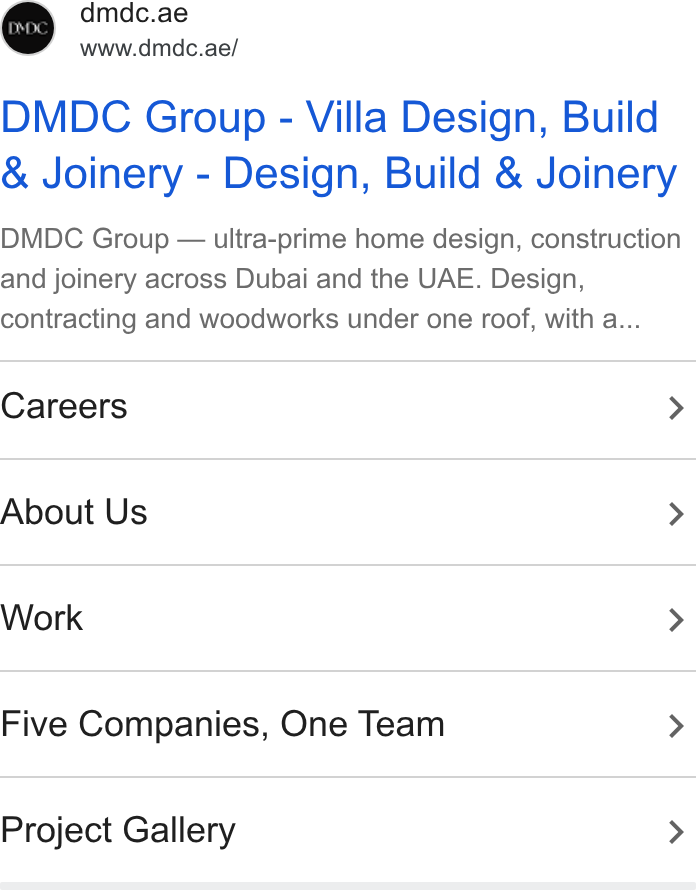 DMDC
dmdc.ae
www.dmdc.ae/
DMDC Group - Villa Design, Build
& Joinery - Design, Build & Joinery
DMDC Group — ultra-prime home design, construction
and joinery across Dubai and the UAE. Design,
contracting and woodworks under one roof, with a...
Careers
About Us
Work
Five Companies, One Team
Project Gallery